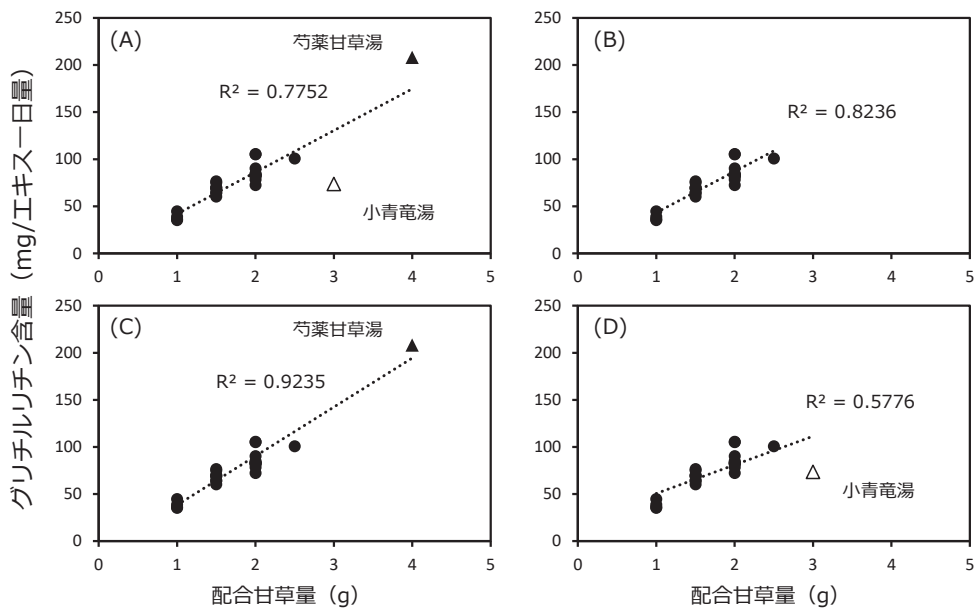 グリチルリチン含量（mg/エキス一日量）
(A)
250
200
150
100
50
0
0 1 2 3 4 5
芍薬甘草湯
R² = 0.7752
小青竜湯
(B)
250
200
150
100
50
0
0 1 2 3 4 5
R² = 0.8236
(C)
250
200
150
100
50
0
0 1 2 3 4 5
芍薬甘草湯
R² = 0.9235
配合甘草量（g）
(D)
250
200
150
100
50
0
0 1 2 3 4 5
R² = 0.5776
小青竜湯
配合甘草量（g）